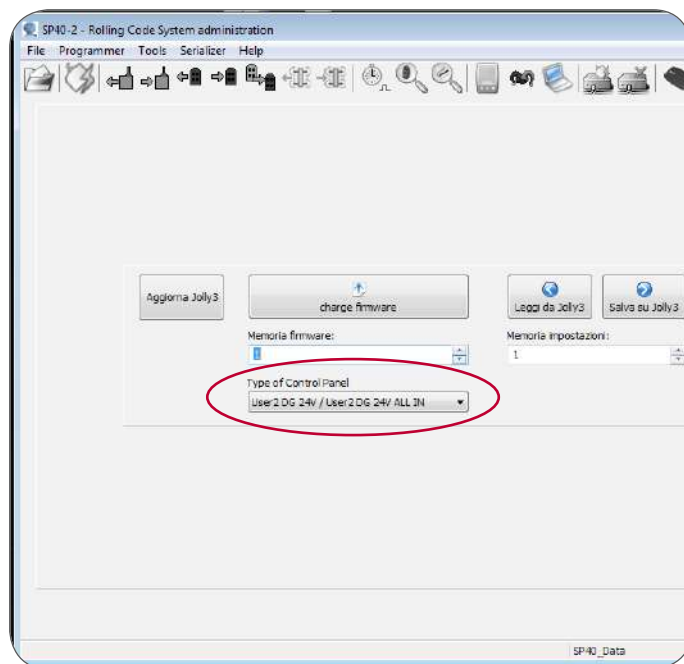 SP40-2 - Rolling Code System administration
File Programmer Tools Serializer Help
Aggiorna Jolly3
charge firmware
Leggi da Jolly3
Salva su Jolly3
Memoria firmware:
Memoria impostazioni:
1
1
Type of Control Panel
User2 DG 24V / User2 DG 24V ALL IN
SP40_Data